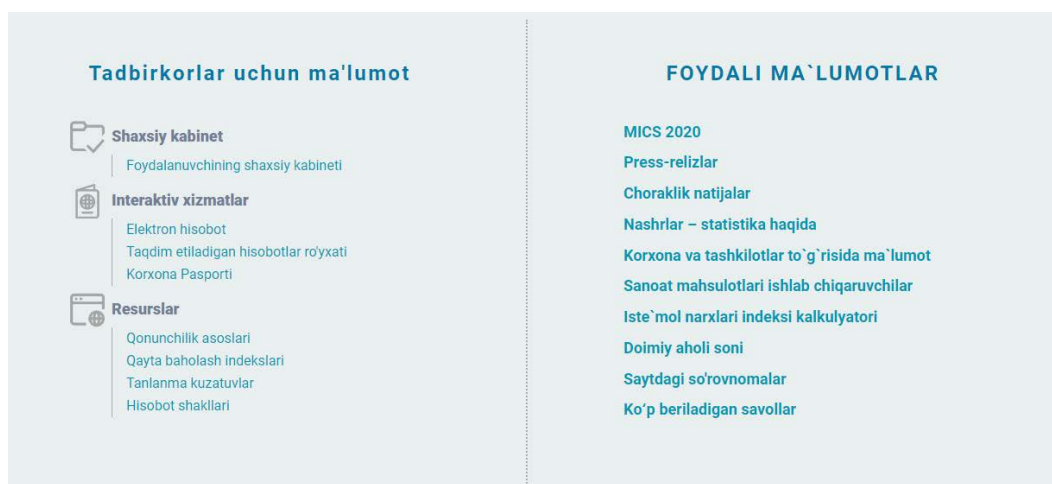 Tadbirkorlar uchun ma'lumot
Shaxsiy kabinet
Foydalanuvchining shaxsiy kabineti
Interaktiv xizmatlar
Elektron hisobot
Taqdim etiladigan hisobotlar ro'yxati
Korxona Pasporti
Resurslar
Qonunchilik asoslari
Qayta baholash indekslari
Tanlanma kuzatuvlar
Hisobot shakllari
FOYDALI MA`LUMOTLAR
MICS 2020
Press-relizlar
Choraklik natijalar
Nashrlar – statistika haqida
Korxona va tashkilotlar to`g`risida ma`lumot
Sanoat mahsulotlari ishlab chiqaruvchilar
Iste`mol narxlari indeksi kalkulyatori
Doimiy aholi soni
Saytdagi so'rovnomalar
Ko‘p beriladigan savollar